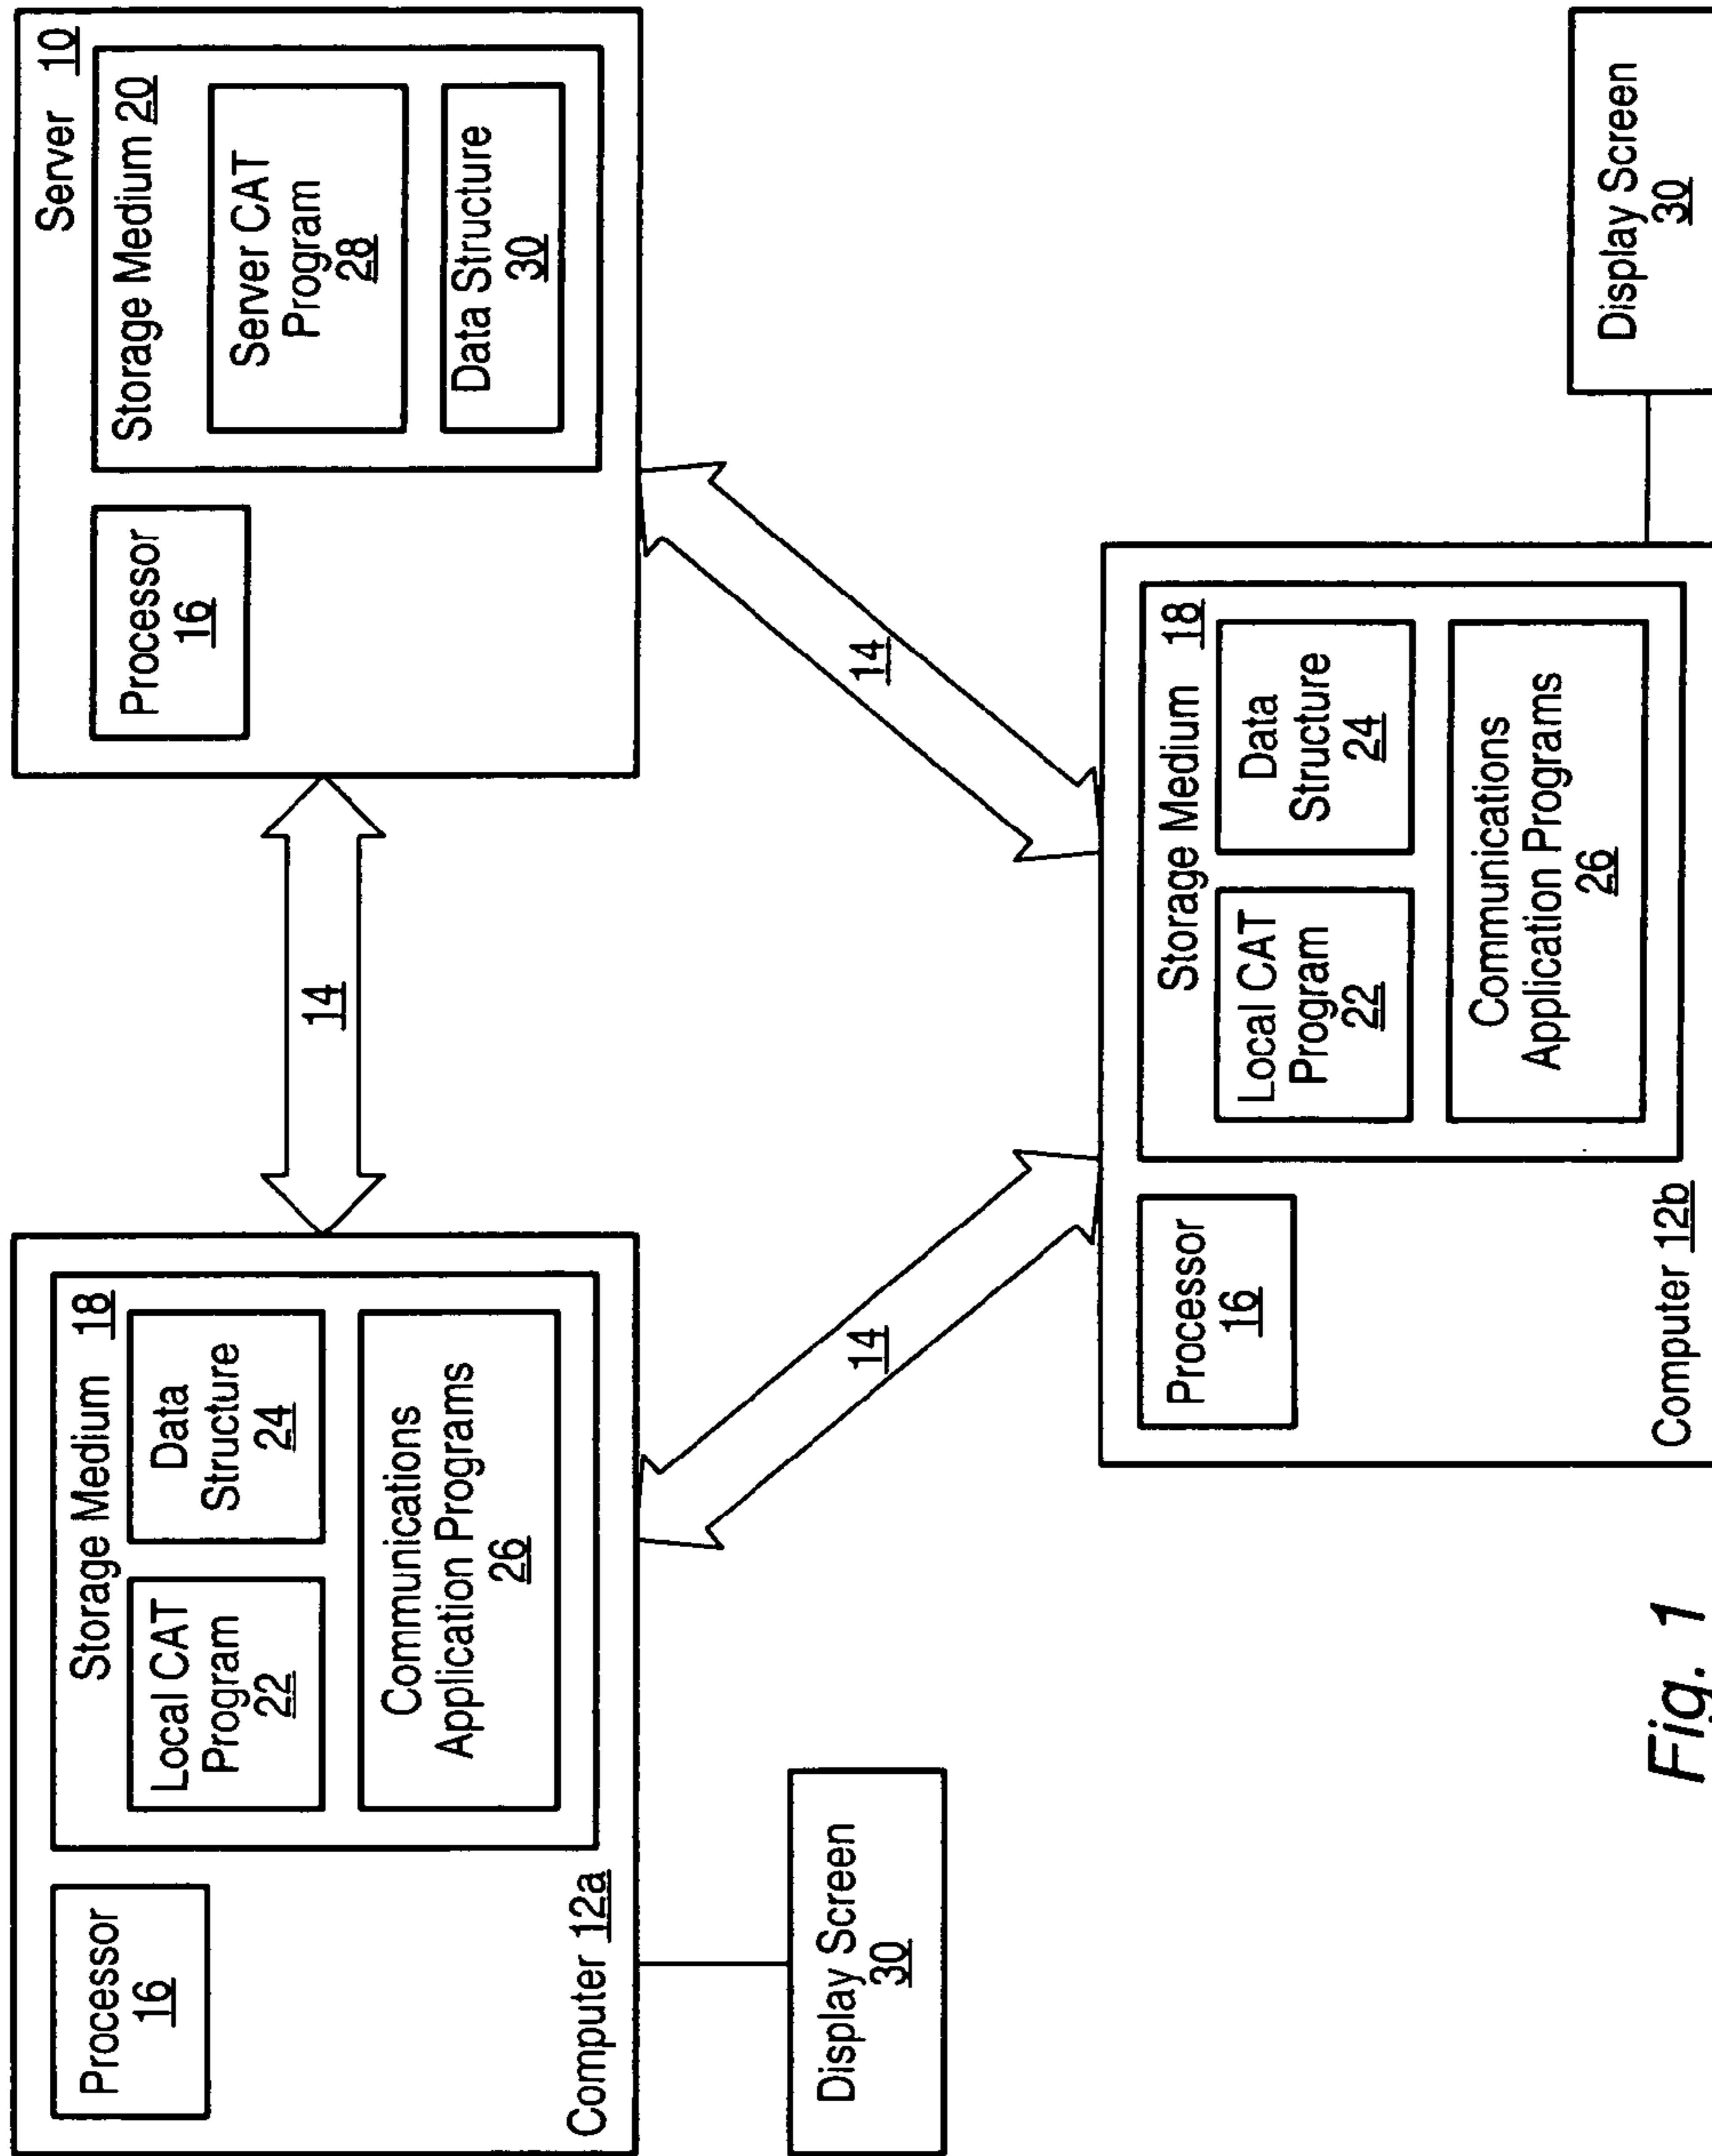 Server 10
Processor
16
Storage Medium 20
Server CAT
Program
28
Data Structure
30
14
14
14
Storage Medium 18
Processor
16
Local CAT
Program
22
Data
Structure
24
Communications
Application Programs
26
Computer 12a
Display Screen
30
Storage Medium 18
Processor
16
Local CAT
Program
22
Data
Structure
24
Communications
Application Programs
26
Computer 12b
Display Screen
30
Fig. 1